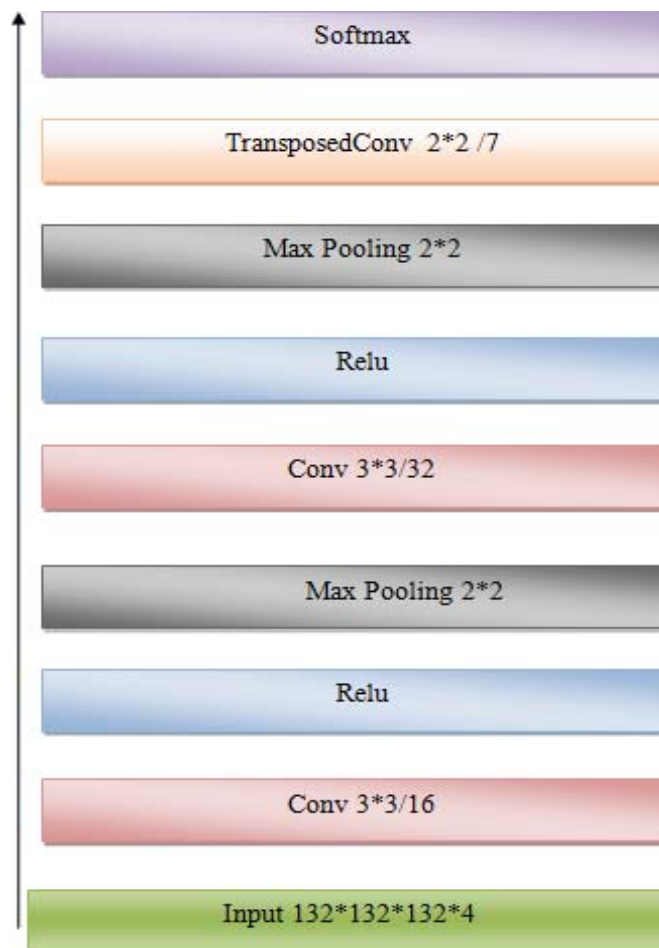 Softmax
TransposedConv 2*2 /7
Max Pooling 2*2
Relu
Conv 3*3/32
Max Pooling 2*2
Relu
Conv 3*3/16
Input 132*132*132*4